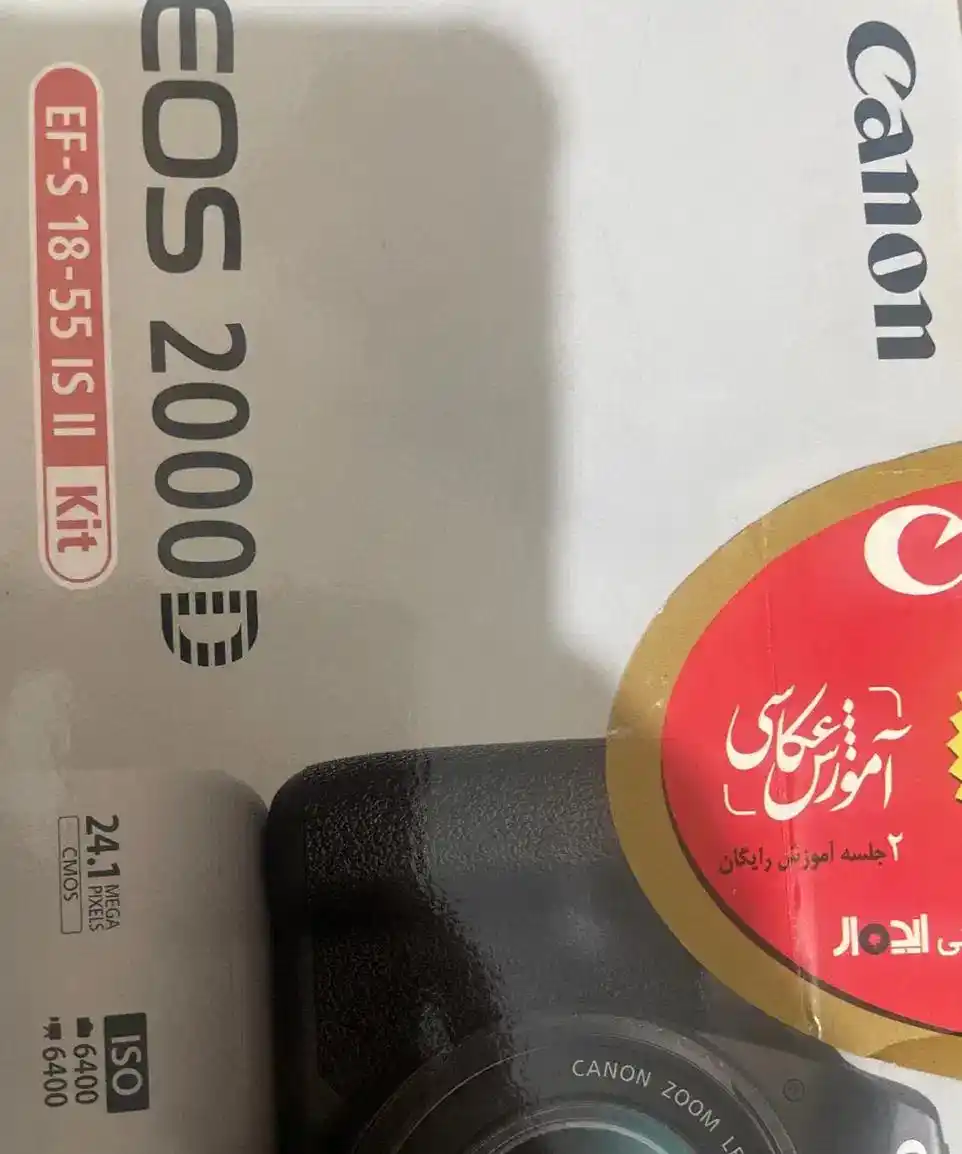 Canon
EOS 2000D
EF-S 18-55 IS II Kit
آموزش عکاسی
۲ جلسه آموزش رایگان
24.1 MEGA PIXELS
CMOS
ISO
6400
6400
CANON ZOOM